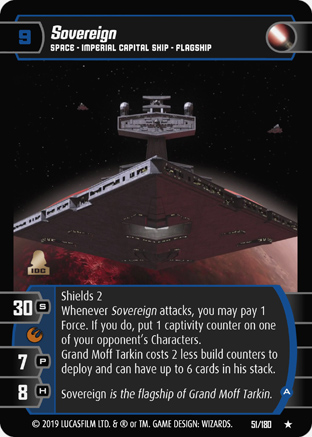 9
Sovereign
SPACE - IMPERIAL CAPITAL SHIP - FLAGSHIP
IDC
30 S
7 P
8 H
Shields 2
Whenever Sovereign attacks, you may pay 1
Force. If you do, put 1 captivity counter on one
of your opponent's Characters.
Grand Moff Tarkin costs 2 less build counters to
deploy and can have up to 6 cards in his stack.
Sovereign is the flagship of Grand Moff Tarkin.
A
© 2019 LUCASFILM LTD. & ® or TM. GAME DESIGN: WIZARDS. 51/180